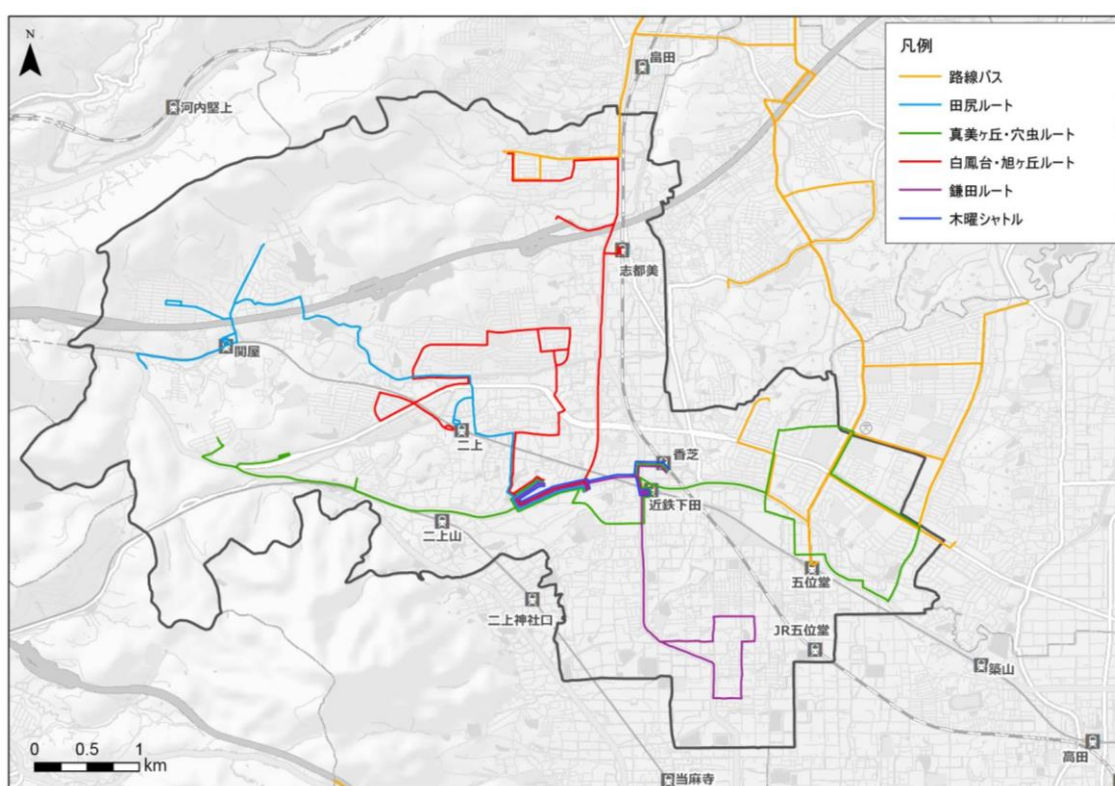 N
凡例
路線バス
田尻ルート
真美ヶ丘・穴虫ルート
白鳳台・旭ヶ丘ルート
鎌田ルート
木曜シャトル
畠田
河内堅上
志都美
関屋
二上
香芝
近鉄下田
二上山
五位堂
二上神社口
JR五位堂
築山
高田
当麻寺
0 0.5 1
km